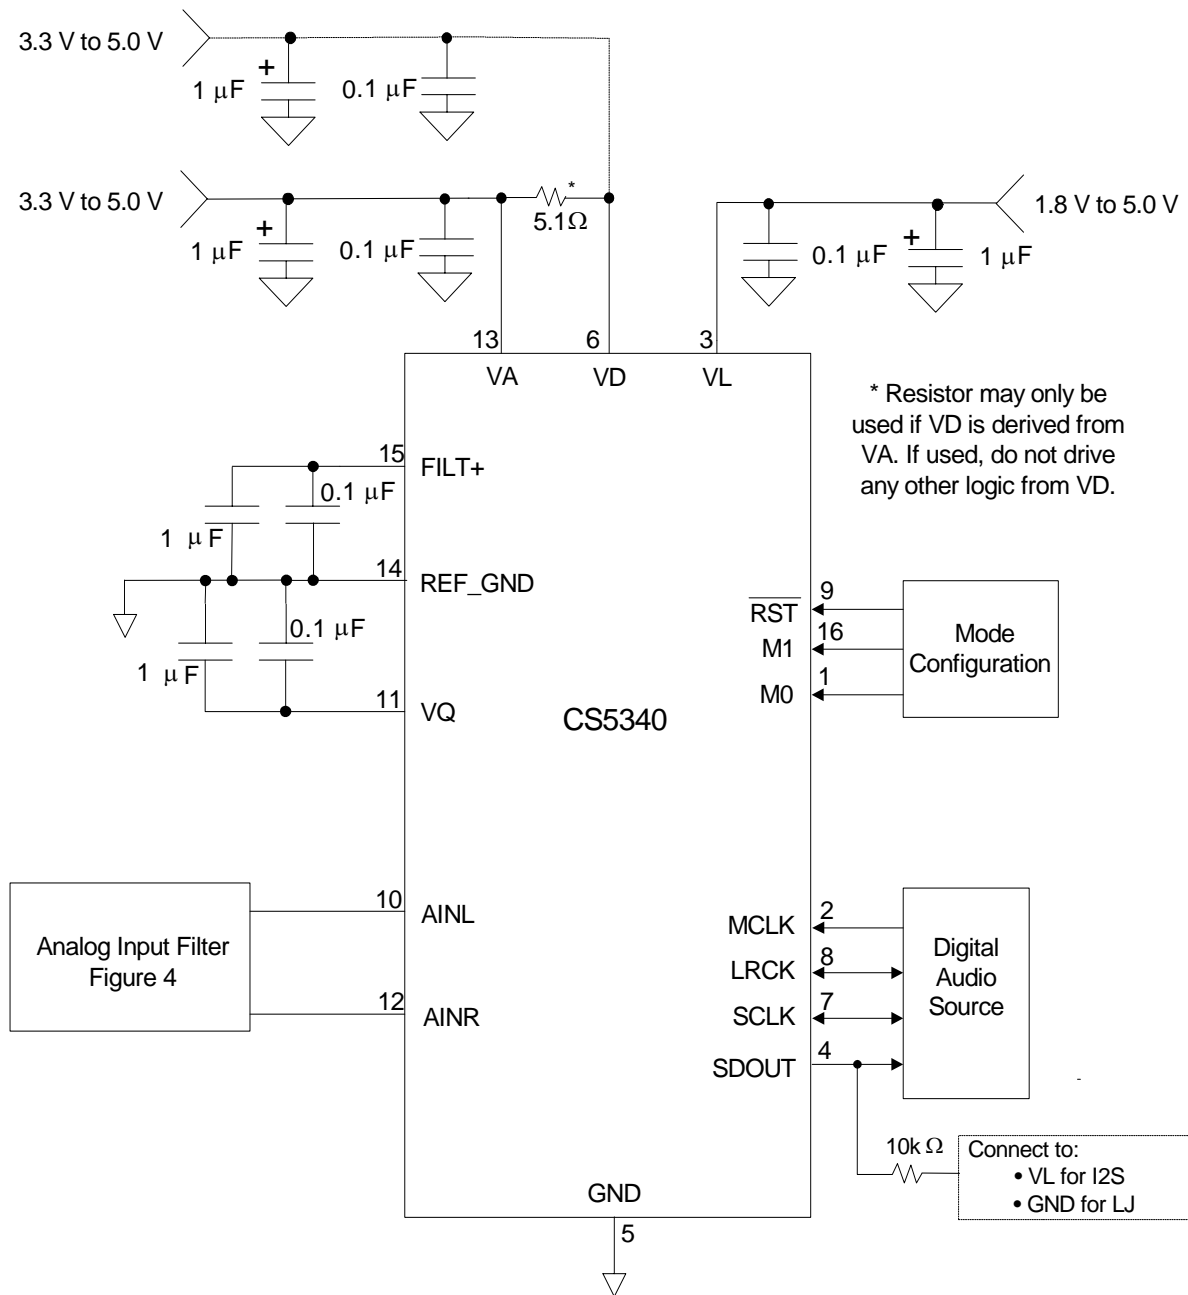 3.3 V to 5.0 V
+
1 μF
0.1 μF
3.3 V to 5.0 V
*
5.1Ω
1.8 V to 5.0 V
+
1 μF
0.1 μF
0.1 μF
+
1 μF
13
6
3
VA
VD
VL
* Resistor may only be
used if VD is derived from
VA. If used, do not drive
any other logic from VD.
15
FILT+
0.1 μF
1 μF
14
REF_GND
0.1 μF
1 μF
11
VQ
CS5340
9
RST
16
M1
1
M0
Mode
Configuration
Analog Input Filter
Figure 4
10
AINL
12
AINR
2
MCLK
8
LRCK
7
SCLK
4
SDOUT
Digital
Audio
Source
10k Ω
Connect to:
• VL for I2S
• GND for LJ
GND
5